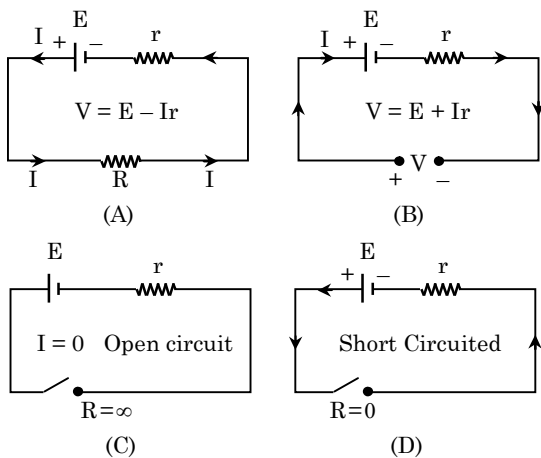 E
I + – r
V = E – Ir
I R I
(A)
E
I + – r
V = E + Ir
+ V –
(B)
E
r
I = 0 Open circuit
R=∞
(C)
E
+ – r
Short Circuited
R=0
(D)